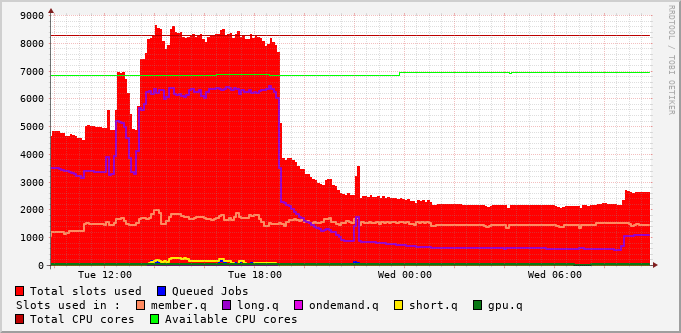 9000
8000
7000
6000
5000
4000
3000
2000
1000
0
Tue 12:00 Tue 18:00 Wed 00:00 Wed 06:00
RRDTOOL / TOBI OETIKER
Total slots used Queued Jobs
Slots used in : member.q long.q ondemand.q short.q gpu.q
Total CPU cores Available CPU cores